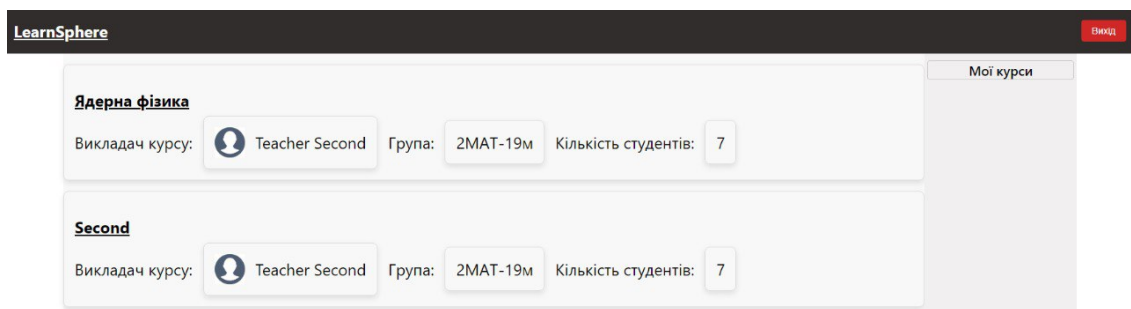 LearnSphere
Вихід
Мої курси
Ядерна фізика
Викладач курсу: Teacher Second Група: 2МАТ-19м Кількість студентів: 7
Second
Викладач курсу: Teacher Second Група: 2МАТ-19м Кількість студентів: 7